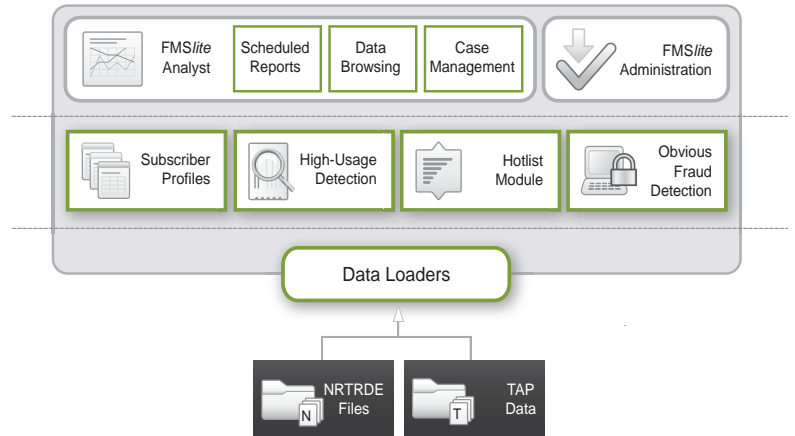 FMSlite
Analyst
Scheduled
Reports
Data
Browsing
Case
Management
FMSlite
Administration
Subscriber
Profiles
High-Usage
Detection
Hotlist
Module
Obvious
Fraud
Detection
Data Loaders
NRTRDE
Files
N
TAP
Data
T